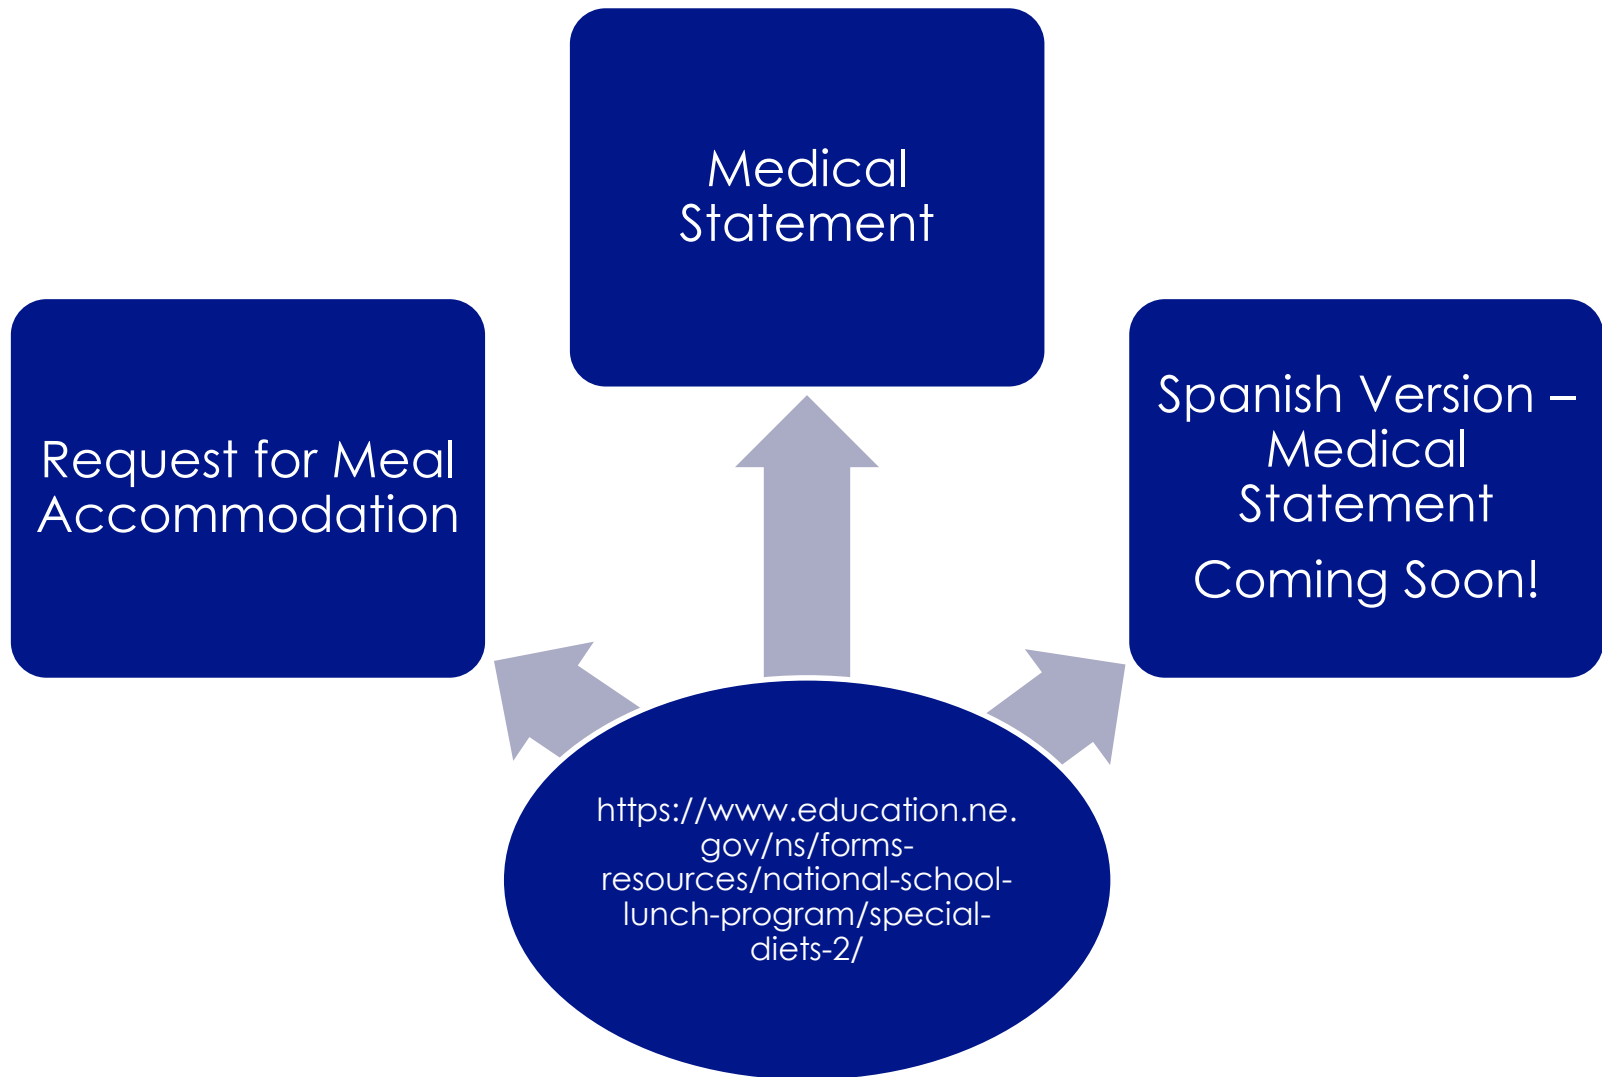 Medical
Statement
Request for Meal
Accommodation
Spanish Version –
Medical
Statement
Coming Soon!
https://www.education.ne.
gov/ns/forms-
resources/national-school-
lunch-program/special-
diets-2/